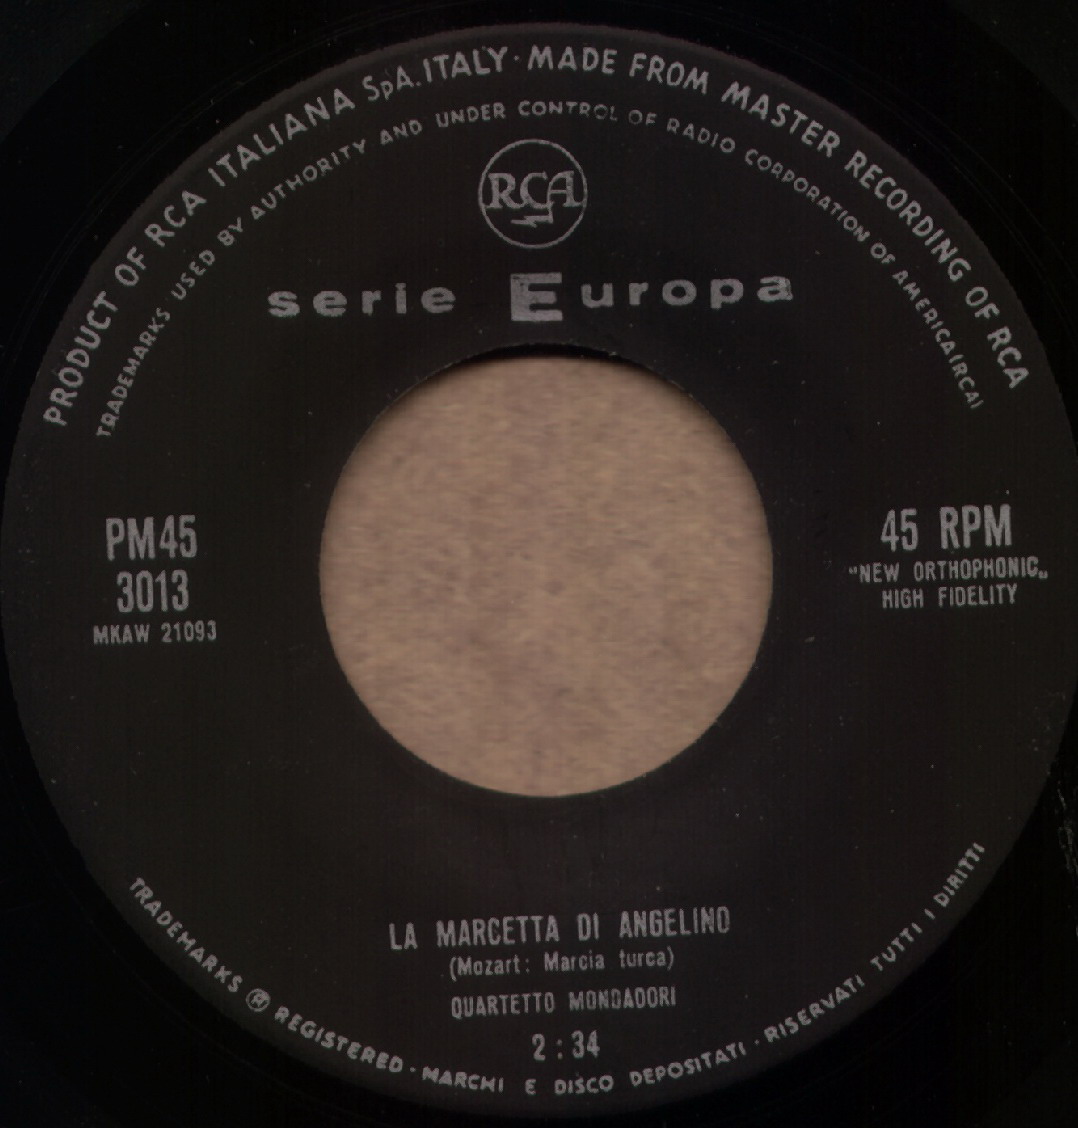 PRODUCT OF RCA ITALIANA SpA. ITALY · MADE FROM MASTER RECORDING OF RCA
TRADEMARKS USED BY AUTHORITY AND UNDER CONTROL OF RADIO CORPORATION OF AMERICA (RCA)
RCA
serie Europa
PM45
3013
MKAW 21093
45 RPM
"NEW ORTHOPHONIC„
HIGH FIDELITY
LA MARCETTA DI ANGELINO
(Mozart: Marcia turca)
QUARTETTO MONDADORI
2 : 34
TRADEMARKS ® REGISTERED · MARCHI E DISCO DEPOSITATI · RISERVATI TUTTI I DIRITTI